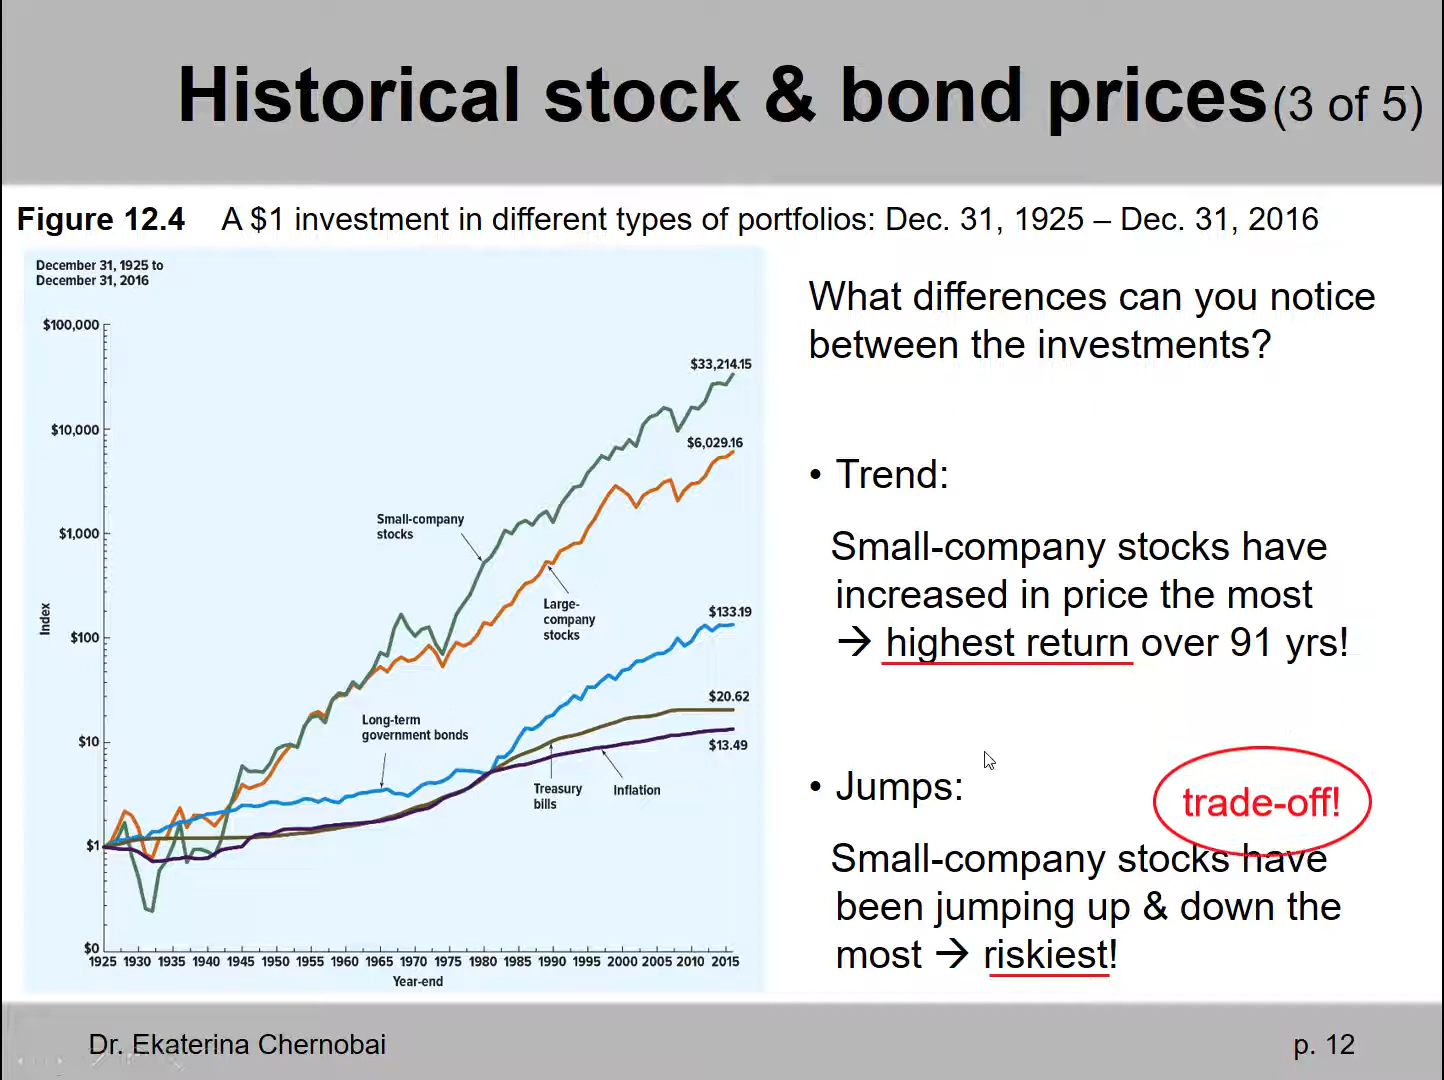 Historical stock & bond prices (3 of 5)
Figure 12.4 A $1 investment in different types of portfolios: Dec. 31, 1925 – Dec. 31, 2016
December 31, 1925 to
December 31, 2016
$100,000
$10,000
$1,000
$100
$10
$1
$0
Index
$33,214.15
$6,029.16
$133.19
$20.62
$13.49
Small-company
stocks
Large-
company
stocks
Long-term
government bonds
Treasury
bills
Inflation
1925 1930 1935 1940 1945 1950 1955 1960 1965 1970 1975 1980 1985 1990 1995 2000 2005 2010 2015
Year-end
What differences can you notice
between the investments?
• Trend:
Small-company stocks have
increased in price the most
→ highest return over 91 yrs!
• Jumps:
trade-off!
Small-company stocks have
been jumping up & down the
most → riskiest!
Dr. Ekaterina Chernobai
p. 12